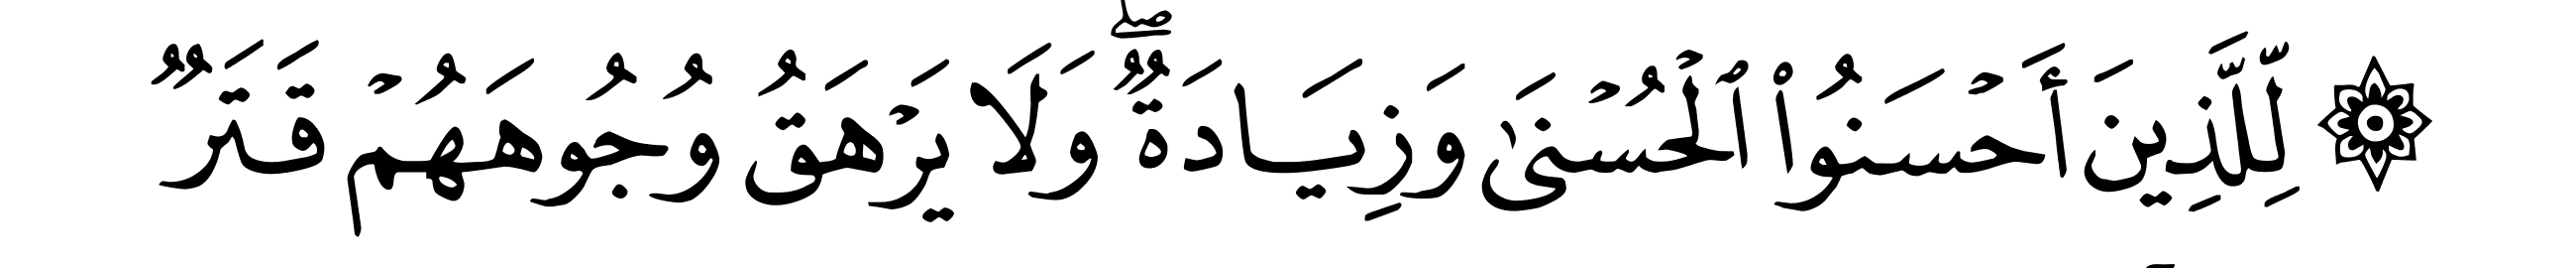 ۞ لِّلَّذِينَ أَحۡسَنُواْ ٱلۡحُسۡنَىٰ وَزِيَادَةٞۖ وَلَا يَرۡهَقُ وُجُوهَهُمۡ قَتَرٞ